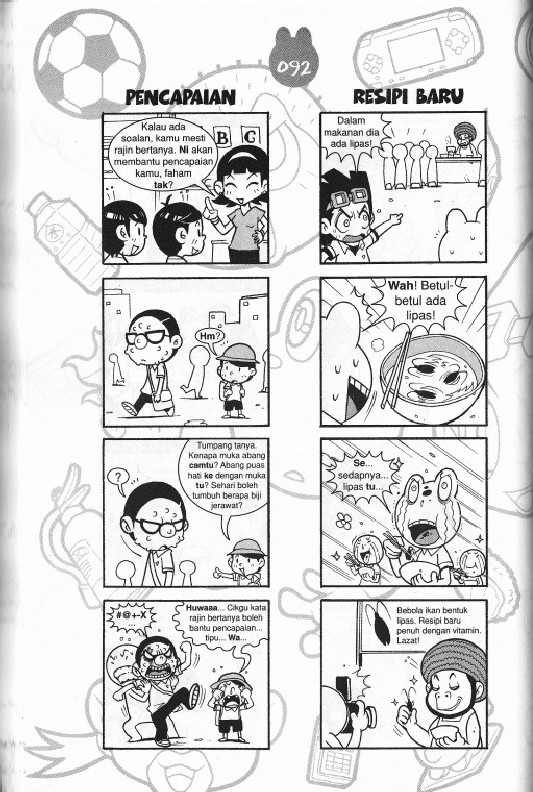 092
PENCAPAIAN
Kalau ada
soalan, kamu mesti
rajin bertanya. Ni akan
membantu pencapaian
kamu, faham
tak?
B G
Hm?
?
Tumpang tanya.
Kenapa muka abang
camtu? Abang puas
hati ke dengan muka
tu? Sehari boleh
tumbuh berapa biji
jerawat?
#@+-X
...
Huwaaa... Cikgu kata
rajin bertanya boleh
bantu pencapaian...
tipu... Wa...
RESIPI BARU
Dalam
makanan dia
ada lipas!
Wah! Betul-
betul ada
lipas!
Se...
sedapnya...
lipas tu...
Bebola ikan bentuk
lipas. Resipi baru
penuh dengan vitamin.
Lazat!